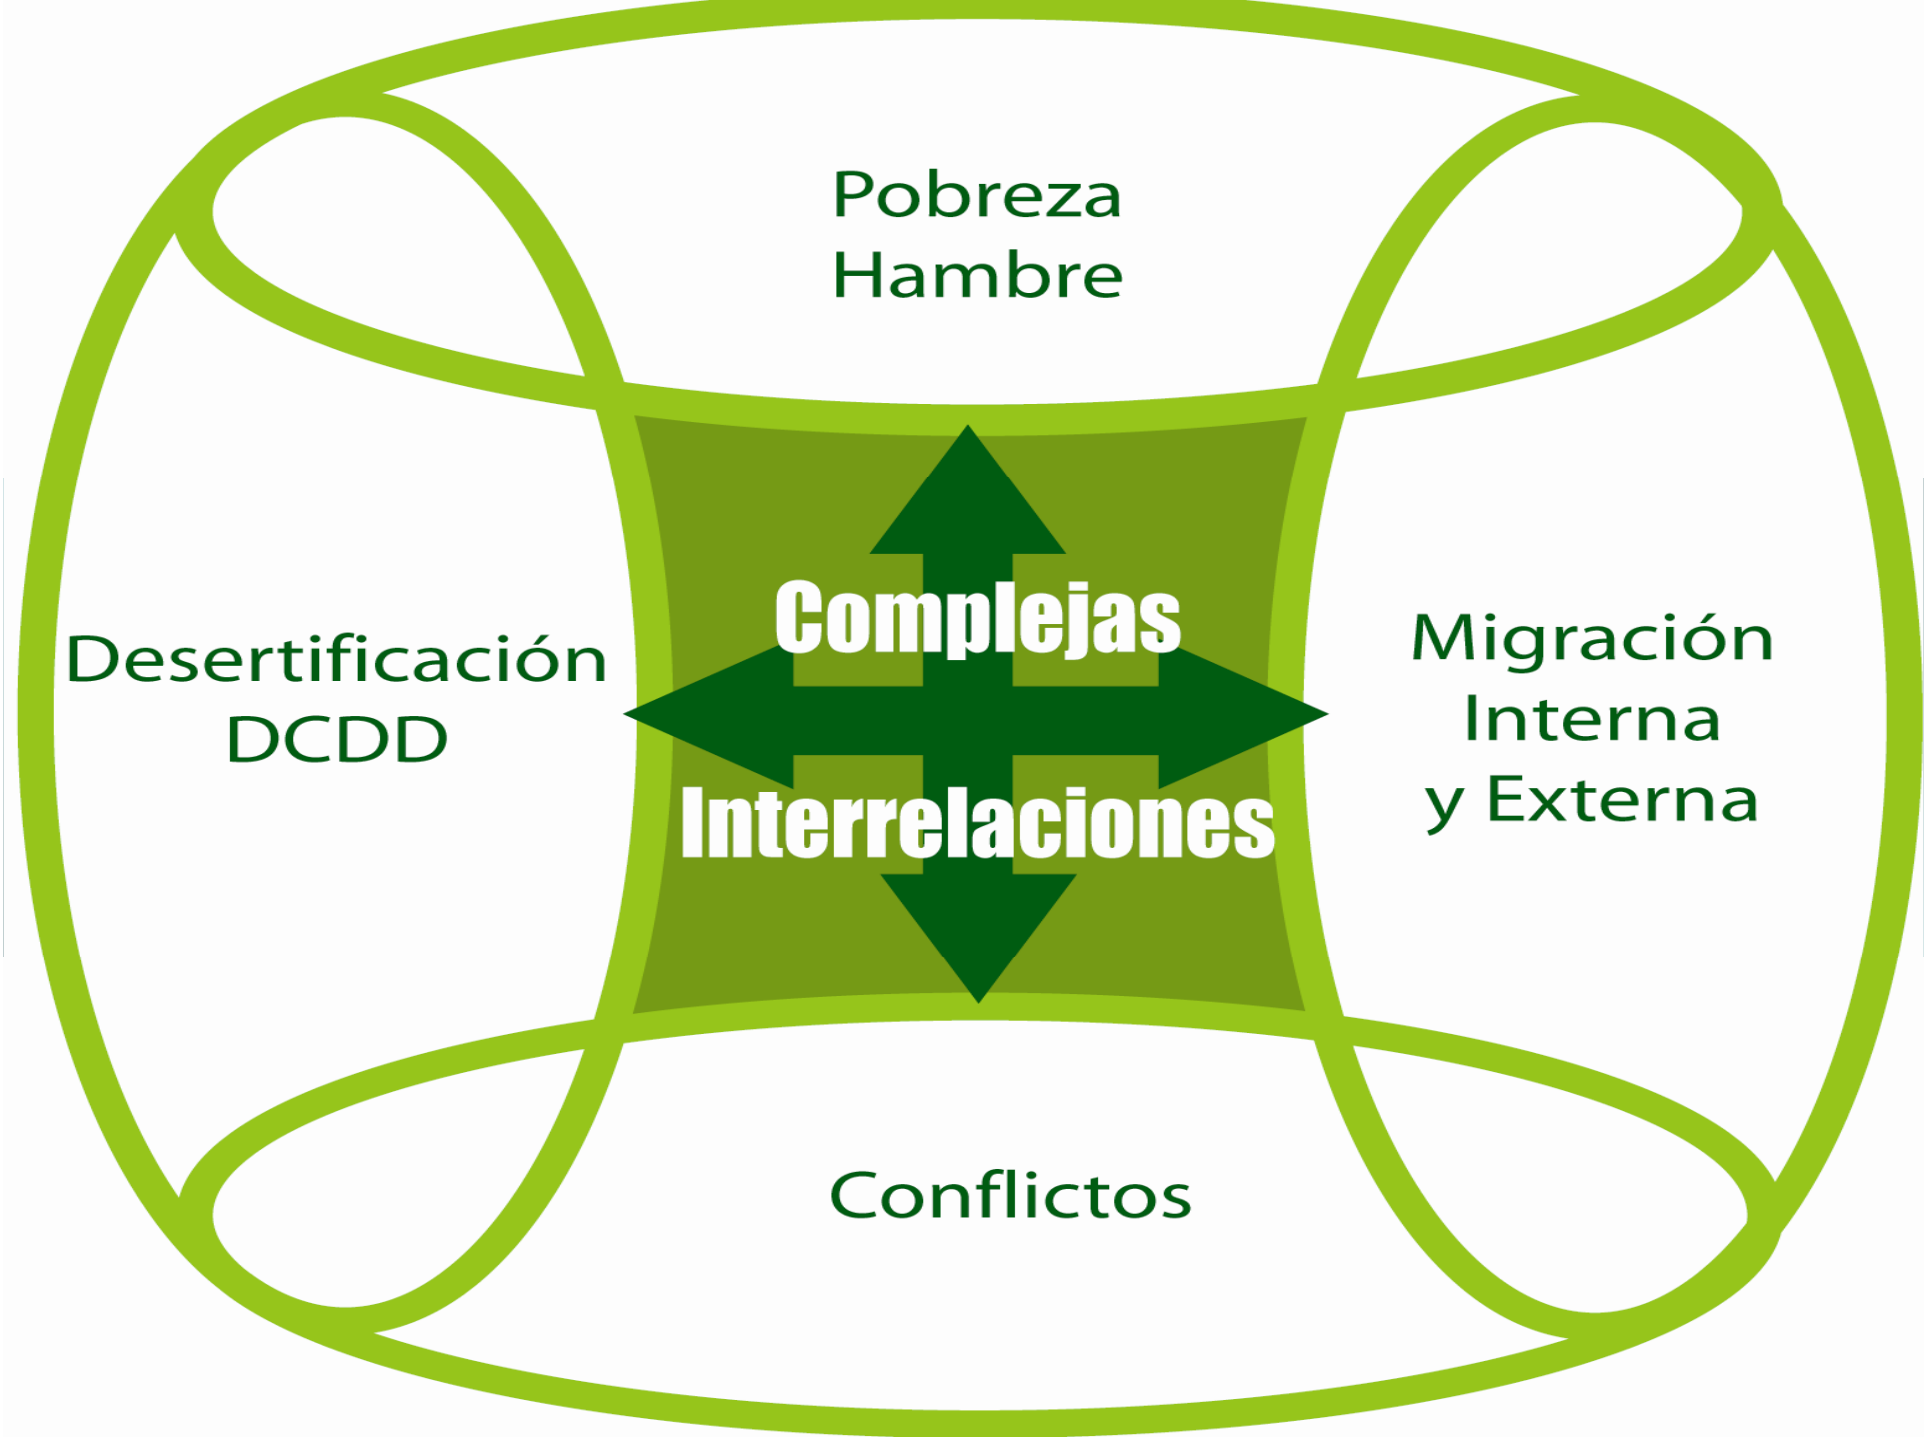 Pobreza
Hambre
Desertificación
DCDD
Complejas
Interrelaciones
Migración
Interna
y Externa
Conflictos